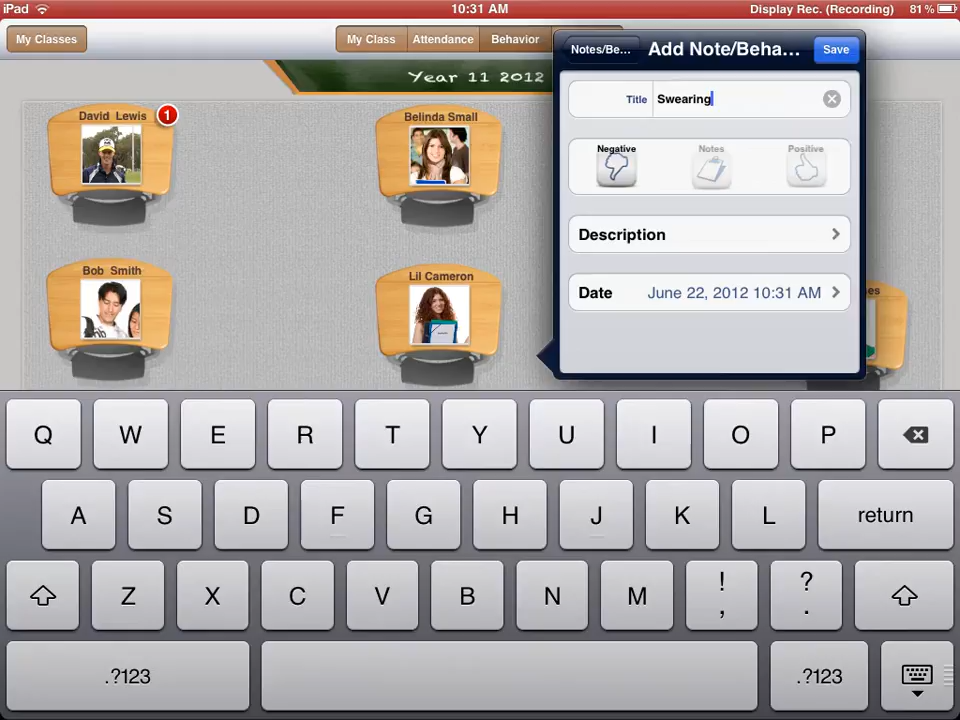 iPad
10:31 AM
Display Rec. (Recording)
81%
My Classes
My Class
Attendance
Behavior
Year 11 2012
David Lewis
1
Belinda Small
Bob Smith
Lil Cameron
Notes/Be...
Add Note/Beha...
Save
Title
Swearing
Negative
Notes
Positive
Description
Date
June 22, 2012 10:31 AM
Q W E R T Y U I O P
A S D F G H J K L return
Z X C V B N M ! , ? .
.?123
.?123